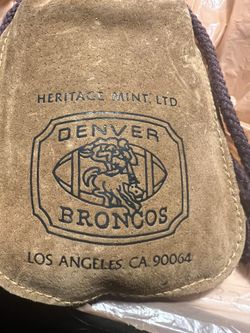 HERITAGE MINT, LTD.
DENVER
BRONCOS
LOS ANGELES, CA 90064